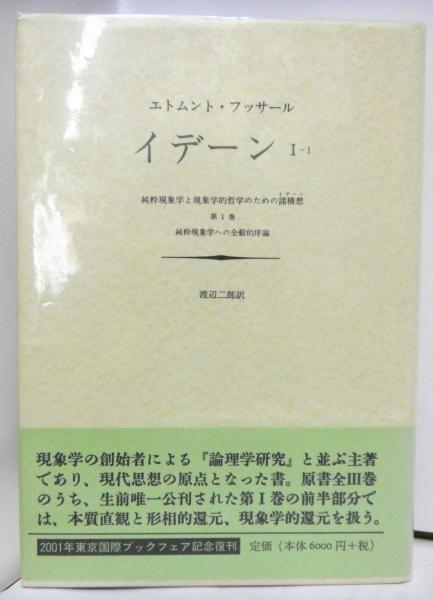 エトムント・フッサール
イデーン I-1
イデーン
純粋現象学と現象学的哲学のための諸構想
第1巻
純粋現象学への全般的序論
渡辺二郎訳
現象学の創始者による『論理学研究』と並ぶ主著
であり、現代思想の原点となった書。原書全Ⅲ巻
のうち、生前唯一公刊された第Ⅰ巻の前半部分で
は、本質直観と形相的還元、現象学的還元を扱う。
2001年東京国際ブックフェア記念復刊 定価（本体6000円+税）